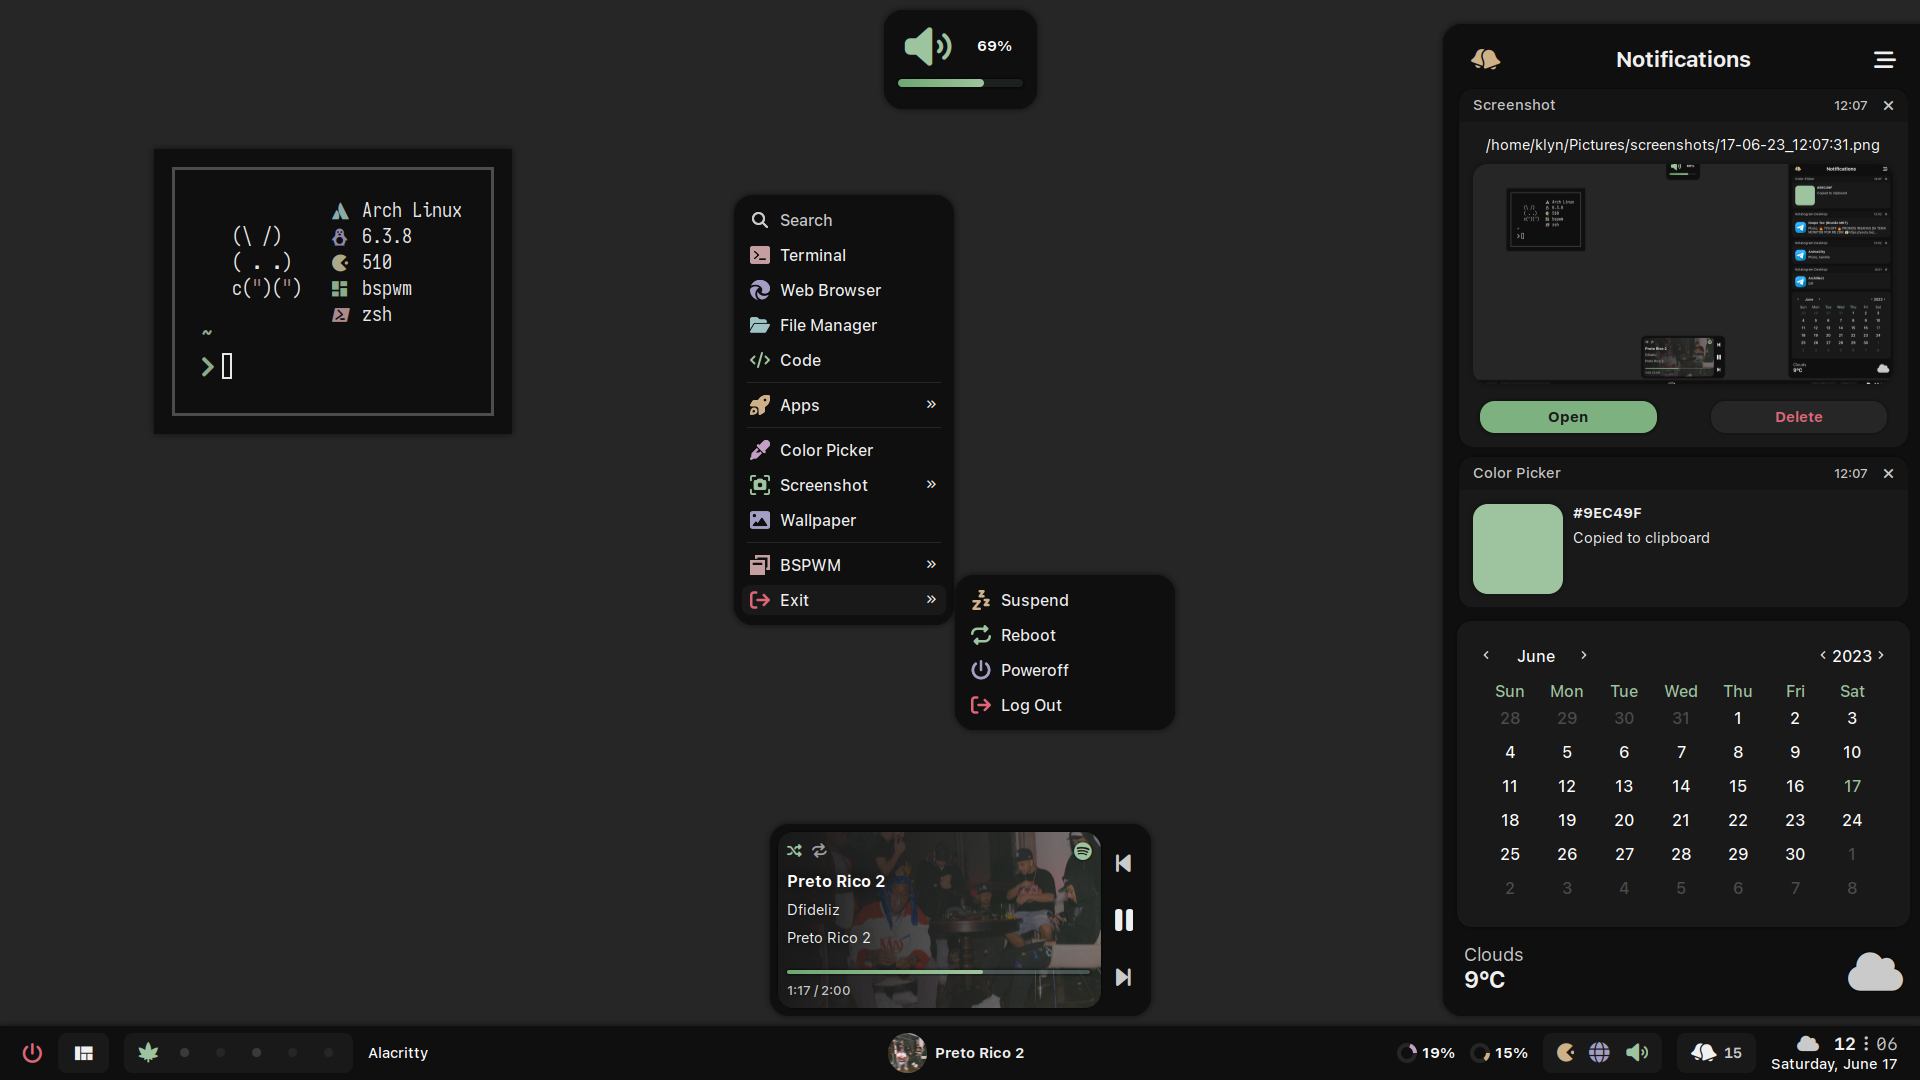 69%
Notifications
Screenshot 12:07
/home/klyn/Pictures/screenshots/17-06-23_12:07:31.png
Open Delete
Color Picker 12:07
#9EC49F
Copied to clipboard
June 2023
Sun Mon Tue Wed Thu Fri Sat
28 29 30 31 1 2 3
4 5 6 7 8 9 10
11 12 13 14 15 16 17
18 19 20 21 22 23 24
25 26 27 28 29 30 1
2 3 4 5 6 7 8
Clouds
9°C
Arch Linux
(\ /) 6.3.8
( . .) 510
c(")(") bspwm
zsh
~
Search
Terminal
Web Browser
File Manager
Code
Apps »
Color Picker
Screenshot »
Wallpaper
BSPWM »
Exit »
Suspend
Reboot
Poweroff
Log Out
Preto Rico 2
Dfideliz
Preto Rico 2
1:17 / 2:00
Alacritty
Preto Rico 2
19% 15%
15
12 : 06
Saturday, June 17